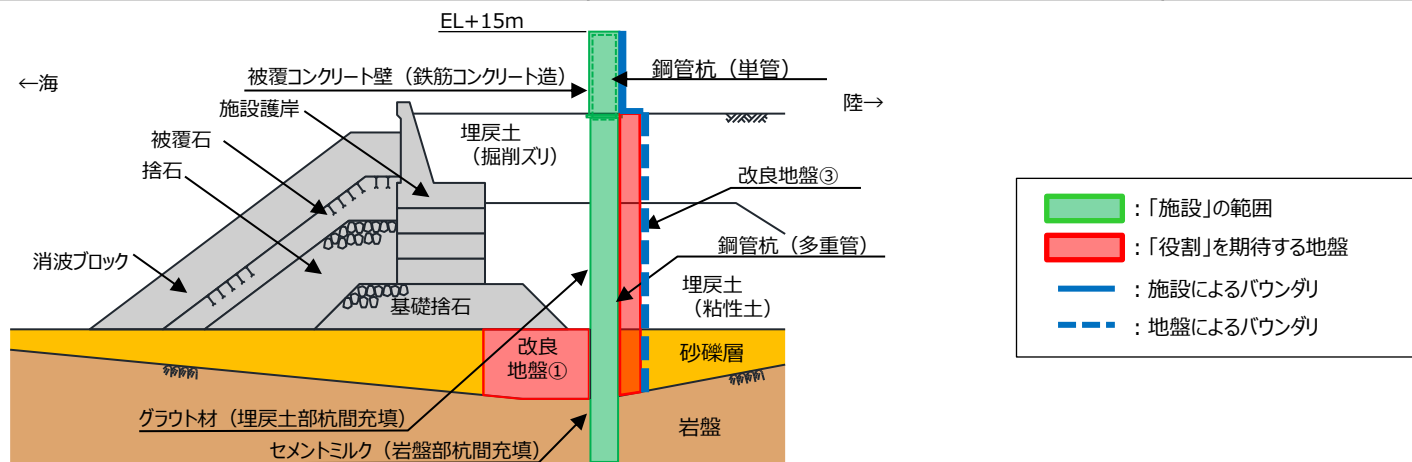 EL+15m
←海
被覆コンクリート壁（鉄筋コンクリート造）
鋼管杭（単管）
陸→
施設護岸
被覆石
埋戻土
（掘削ズリ）
捨石
改良地盤③
鋼管杭（多重管）
消波ブロック
埋戻土
（粘性土）
基礎捨石
改良
地盤①
砂礫層
グラウト材（埋戻土部杭間充填）
岩盤
セメントミルク（岩盤部杭間充填）
：「施設」の範囲
：「役割」を期待する地盤
：施設によるバウンダリ
：地盤によるバウンダリ